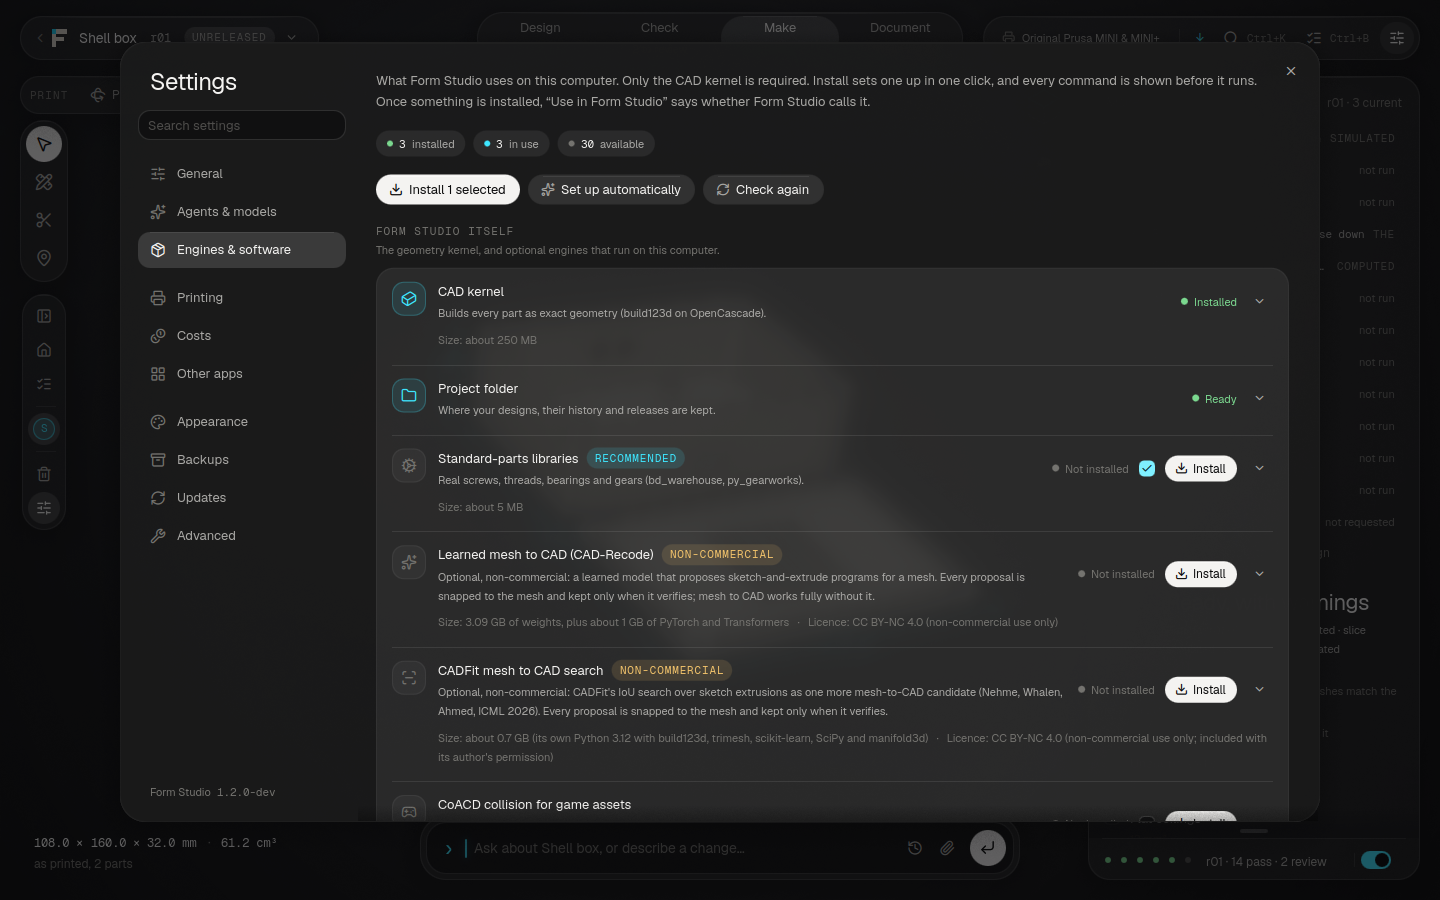 Shell box r01 UNRELEASED
Design
Check
Make
Document
Original Prusa MINI & MINI+
Ctrl+K
Ctrl+B
PRINT
P
r01 · 3 current
SIMULATED
not run
not run
se down THE
COMPUTED
not run
not run
not run
not run
not run
not run
not run
not requested
Settings
Search settings
General
Agents & models
Engines & software
Printing
Costs
Other apps
Appearance
Backups
Updates
Advanced
Form Studio 1.2.0-dev
What Form Studio uses on this computer. Only the CAD kernel is required. Install sets one up in one click, and every command is shown before it runs.
Once something is installed, “Use in Form Studio” says whether Form Studio calls it.
3 installed
3 in use
30 available
Install 1 selected
Set up automatically
Check again
FORM STUDIO ITSELF
The geometry kernel, and optional engines that run on this computer.
CAD kernel
Builds every part as exact geometry (build123d on OpenCascade).
Size: about 250 MB
Installed
Project folder
Where your designs, their history and releases are kept.
Ready
Standard-parts libraries RECOMMENDED
Real screws, threads, bearings and gears (bd_warehouse, py_gearworks).
Size: about 5 MB
Not installed
Install
Learned mesh to CAD (CAD-Recode) NON-COMMERCIAL
Optional, non-commercial: a learned model that proposes sketch-and-extrude programs for a mesh. Every proposal is
snapped to the mesh and kept only when it verifies; mesh to CAD works fully without it.
Size: 3.09 GB of weights, plus about 1 GB of PyTorch and Transformers · Licence: CC BY-NC 4.0 (non-commercial use only)
Not installed
Install
CADFit mesh to CAD search NON-COMMERCIAL
Optional, non-commercial: CADFit's IoU search over sketch extrusions as one more mesh-to-CAD candidate (Nehme, Whalen,
Ahmed, ICML 2026). Every proposal is snapped to the mesh and kept only when it verifies.
Size: about 0.7 GB (its own Python 3.12 with build123d, trimesh, scikit-learn, SciPy and manifold3d) · Licence: CC BY-NC 4.0 (non-commercial use only; included with
its author's permission)
Not installed
Install
CoACD collision for game assets
S
108.0 × 160.0 × 32.0 mm · 61.2 cm³
as printed, 2 parts
Ask about Shell box, or describe a change...
r01 · 14 pass · 2 review